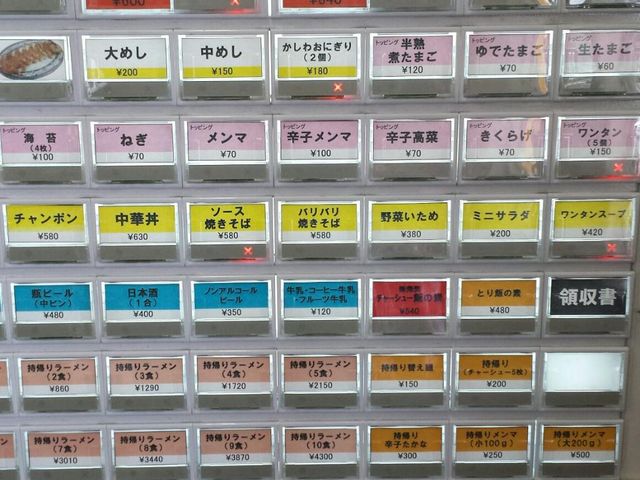 ¥600
¥540
大めし
¥200
中めし
¥150
かしわおにぎり
(2個)
¥180
トッピング
半熟
煮たまご
¥120
トッピング
ゆでたまご
¥70
トッピング
生たまご
¥60
トッピング
海苔
(4枚)
¥100
トッピング
ねぎ
¥70
トッピング
メンマ
¥70
トッピング
辛子メンマ
¥100
トッピング
辛子高菜
¥70
トッピング
きくらげ
¥70
トッピング
ワンタン
(5個)
¥150
チャンポン
¥580
中華丼
¥630
ソース
焼きそば
¥580
バリバリ
焼きそば
¥580
野菜いため
¥380
ミニサラダ
¥200
ワンタンスープ
¥420
瓶ビール
(中ビン)
¥480
日本酒
(1合)
¥400
ノンアルコール
ビール
¥350
牛乳・コーヒー牛乳
・フルーツ牛乳
¥120
チャーシュー飯の素
¥540
とり飯の素
¥480
領収書
持帰りラーメン
(2食)
¥860
持帰りラーメン
(3食)
¥1290
持帰りラーメン
(4食)
¥1720
持帰りラーメン
(5食)
¥2150
持帰り替え麺
¥150
持帰り
(チャーシュー5枚)
¥200
持帰りラーメン
(7食)
¥3010
持帰りラーメン
(8食)
¥3440
持帰りラーメン
(9食)
¥3870
持帰りラーメン
(10食)
¥4300
持帰り
辛子たかな
¥300
持帰りメンマ
(小100g)
¥250
持帰りメンマ
(大200g)
¥500